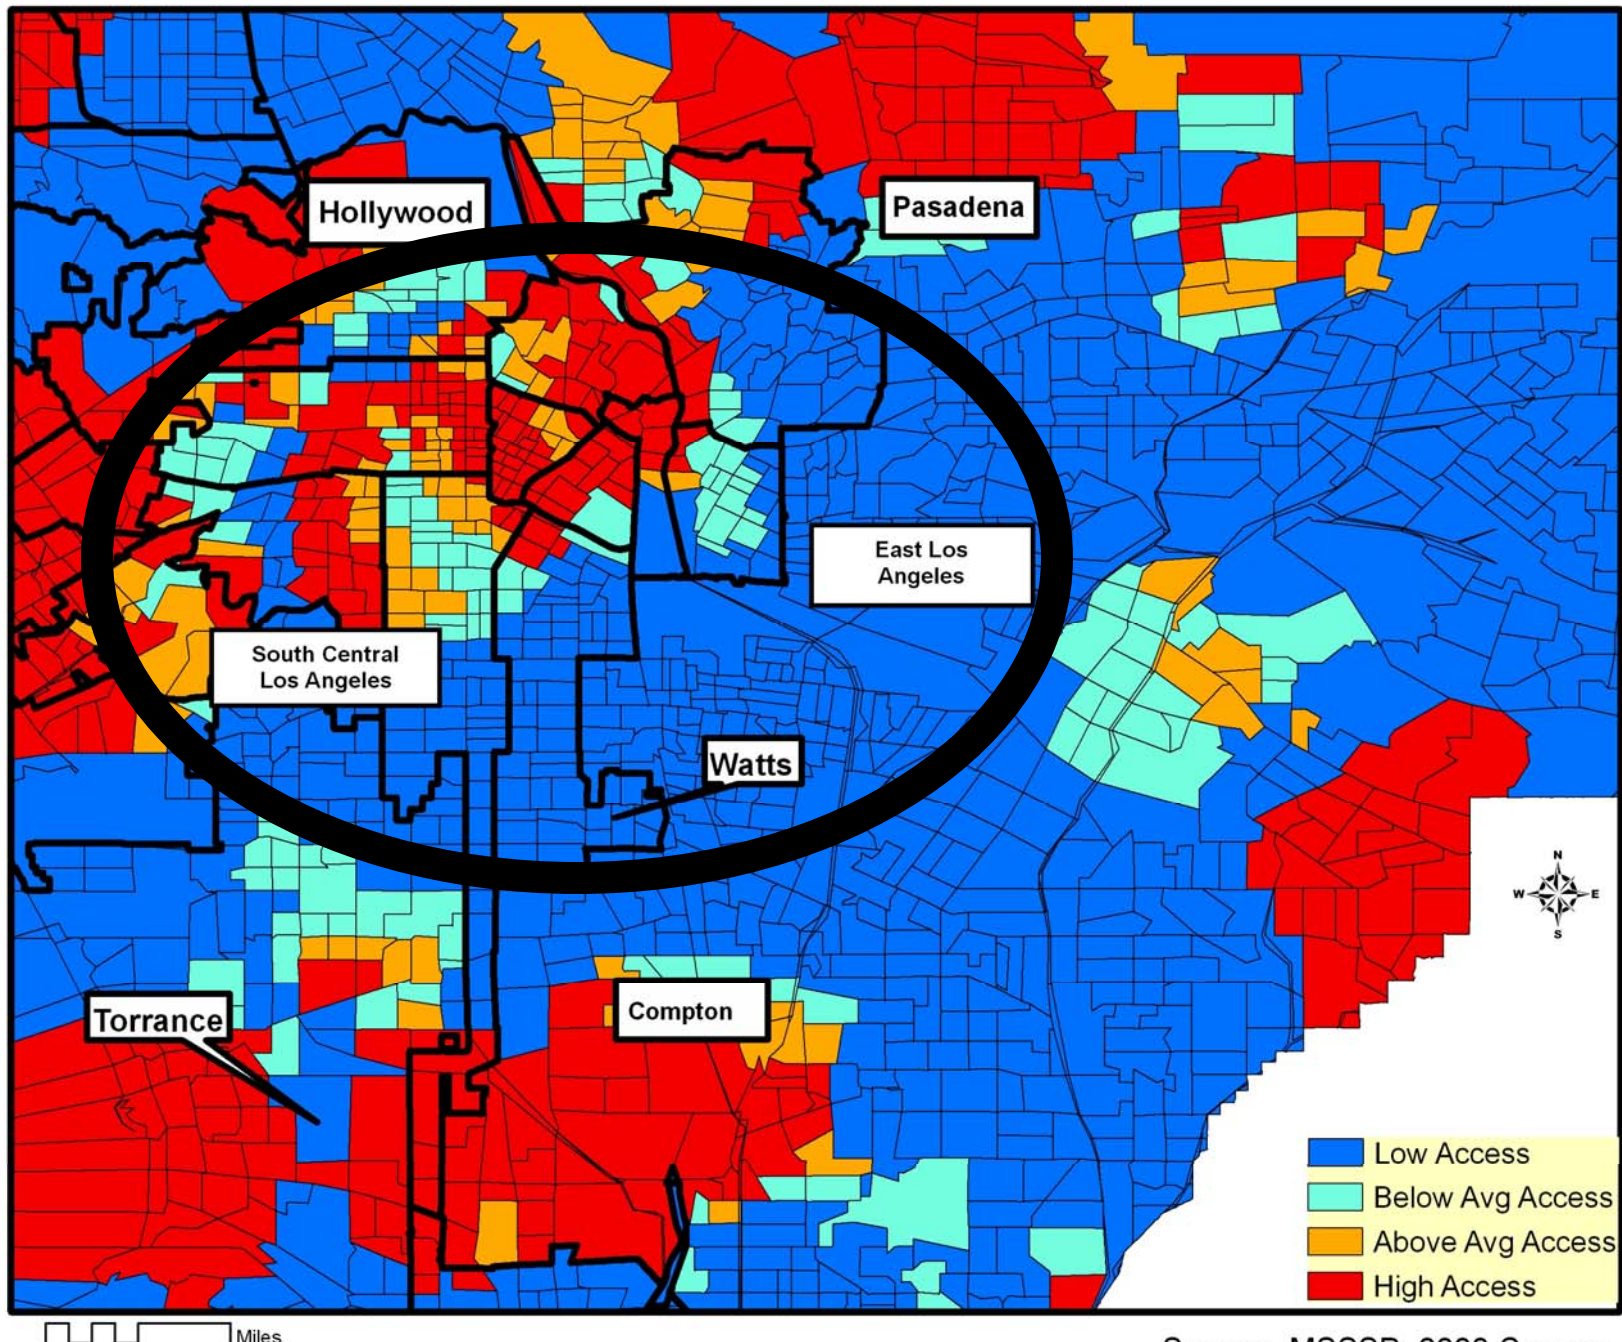 Hollywood
Pasadena
East Los
Angeles
South Central
Los Angeles
Watts
N
W
E
S
Compton
Torrance
Low Access
Below Avg Access
Above Avg Access
High Access
Miles